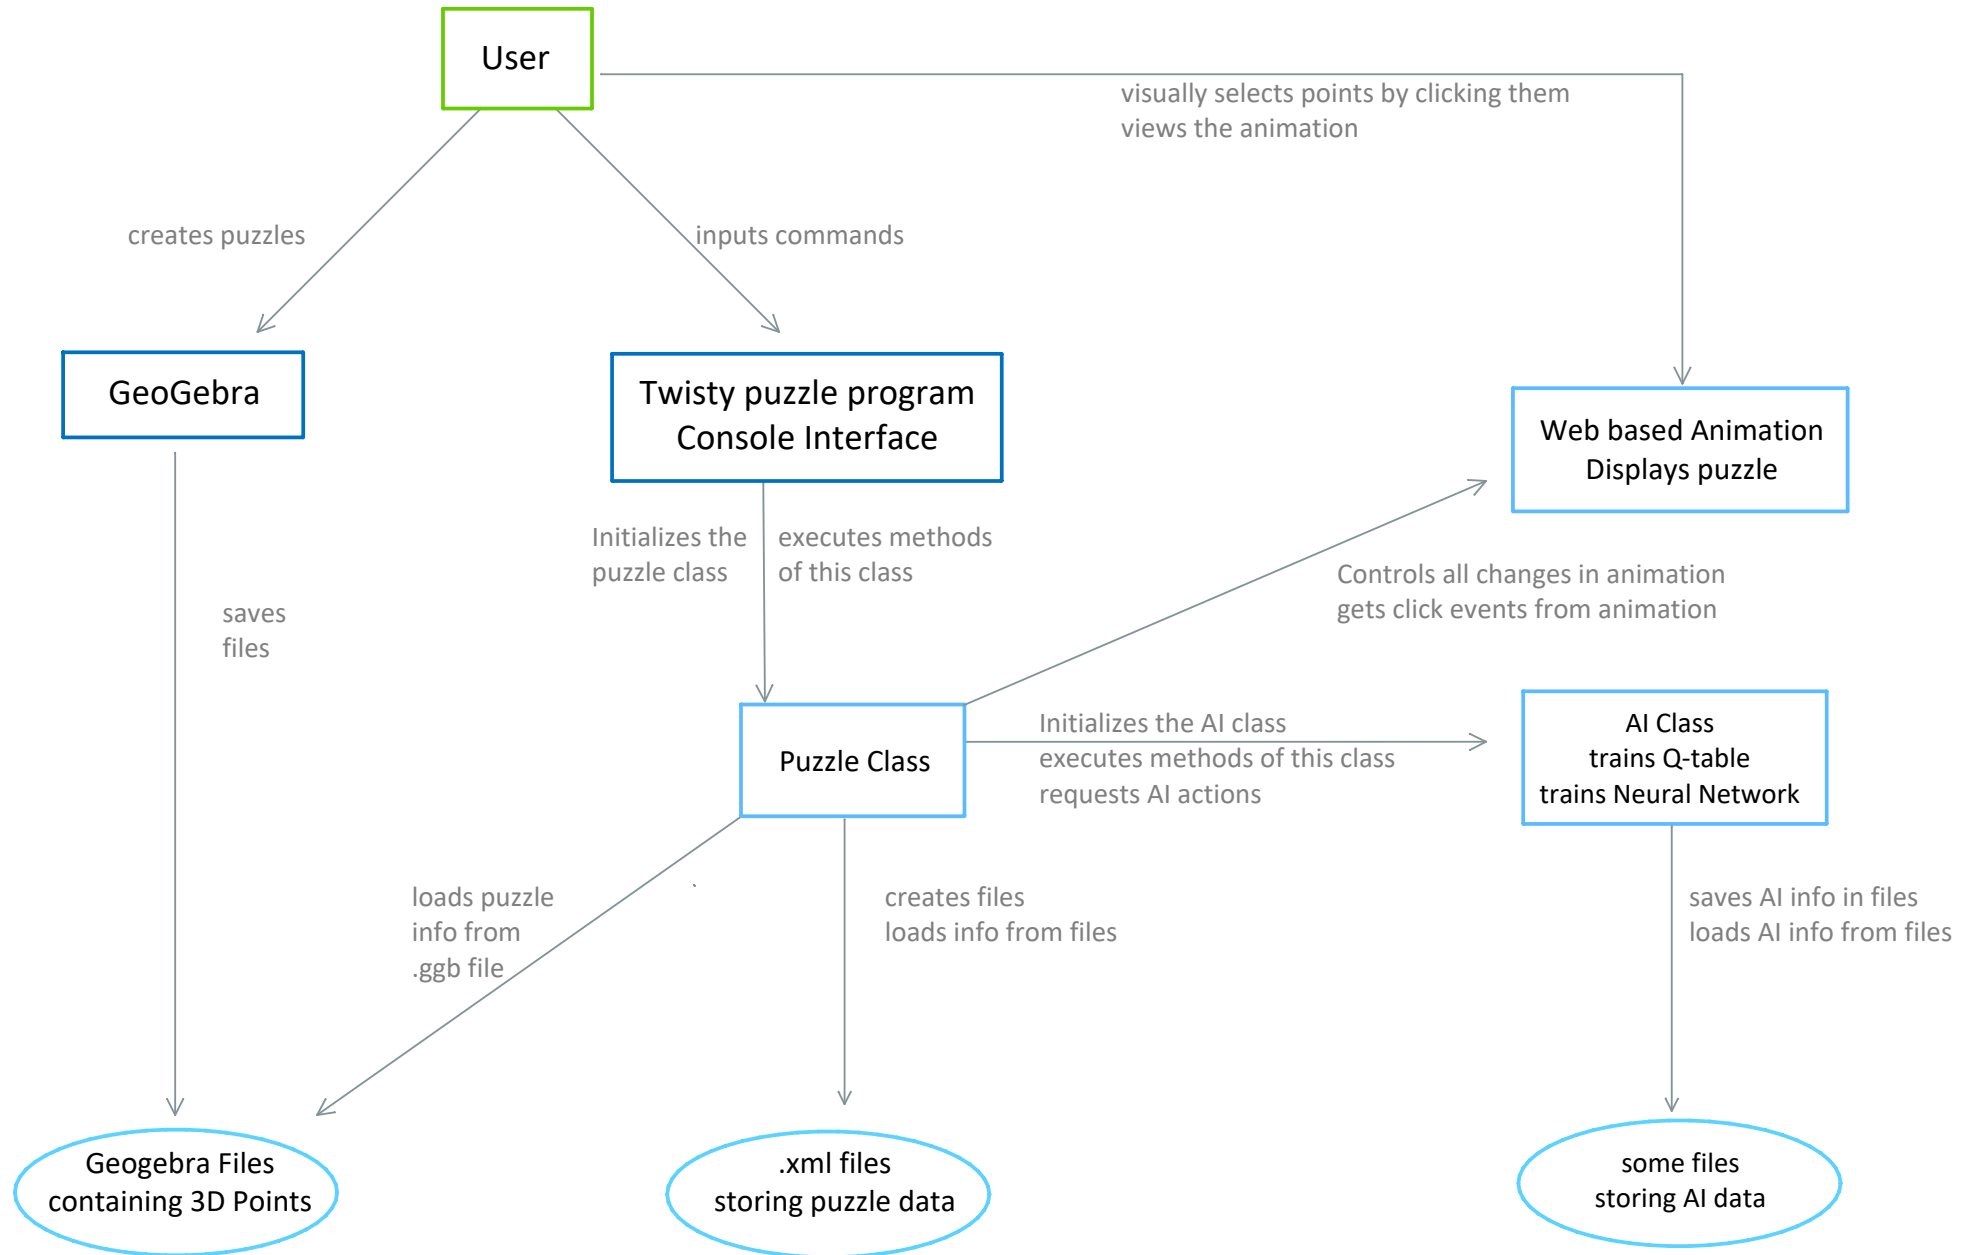 User
visually selects points by clicking them
views the animation
creates puzzles
inputs commands
GeoGebra
Twisty puzzle program
Console Interface
Web based Animation
Displays puzzle
Initializes the
puzzle class
executes methods
of this class
Controls all changes in animation
gets click events from animation
saves
files
Puzzle Class
Initializes the AI class
executes methods of this class
requests AI actions
AI Class
trains Q-table
trains Neural Network
loads puzzle
info from
.ggb file
creates files
loads info from files
saves AI info in files
loads AI info from files
Geogebra Files
containing 3D Points
.xml files
storing puzzle data
some files
storing AI data